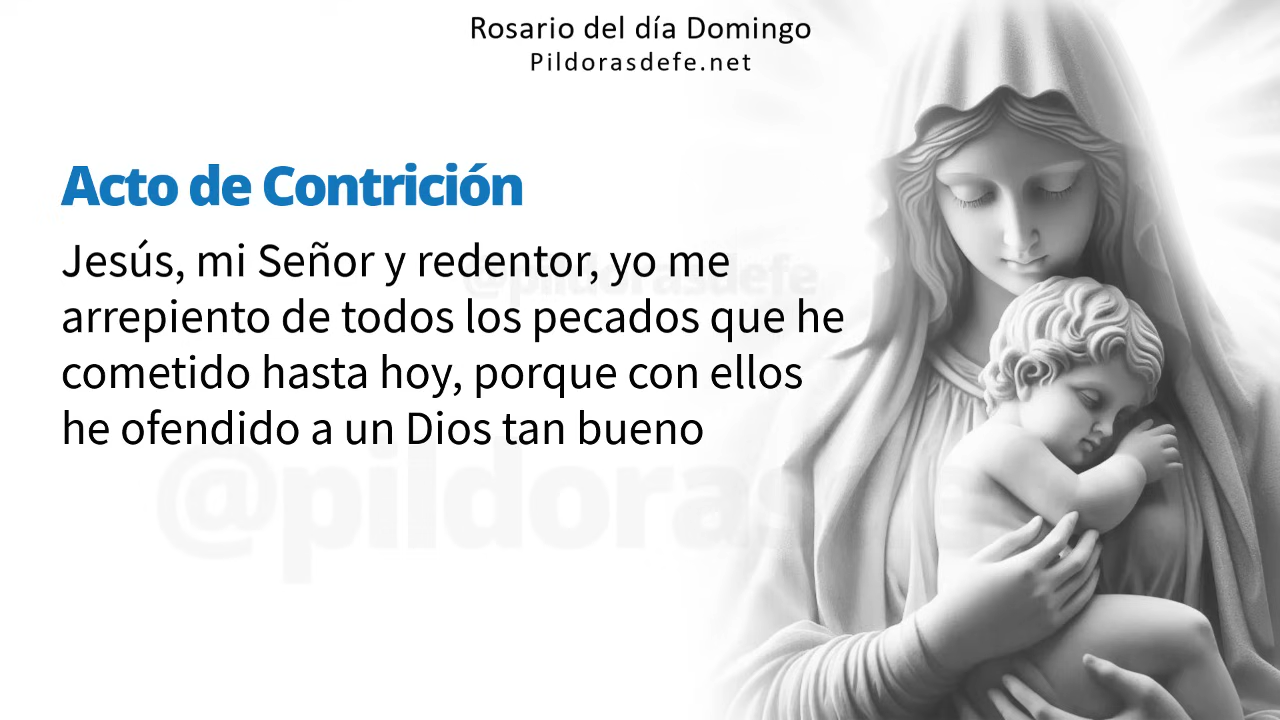 Rosario del día Domingo
Pildorasdefe.net
Acto de Contrición
Jesús, mi Señor y redentor, yo me
@pildorasdefe
arrepiento de todos los pecados que he
cometido hasta hoy, porque con ellos
he ofendido a un Dios tan bueno
@pildorasdefe